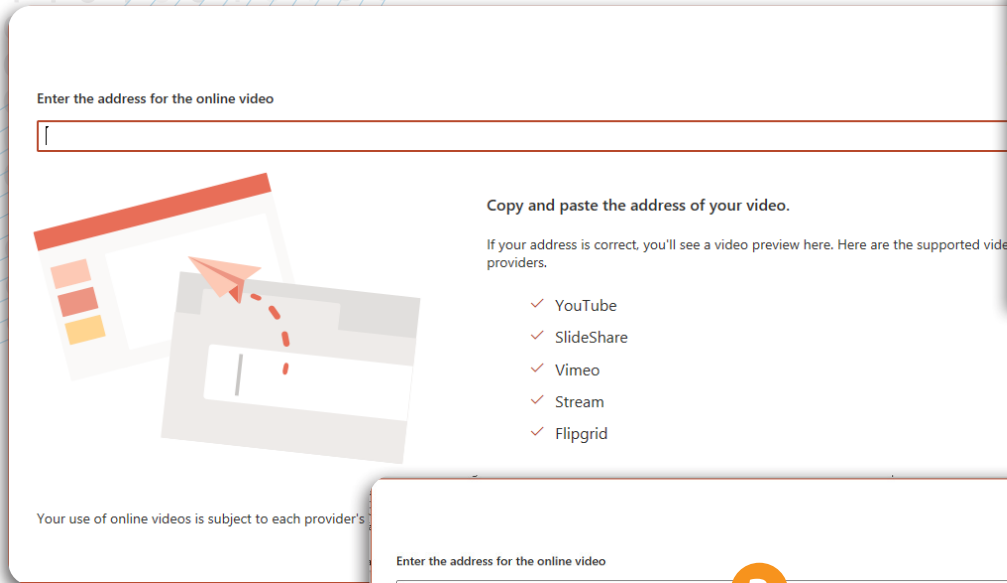 Enter the address for the online video
Copy and paste the address of your video.
If your address is correct, you'll see a video preview here. Here are the supported
providers.
YouTube
SlideShare
Vimeo
Stream
Flipgrid
Your use of online videos is subject to each provider's
Enter the address for the online video